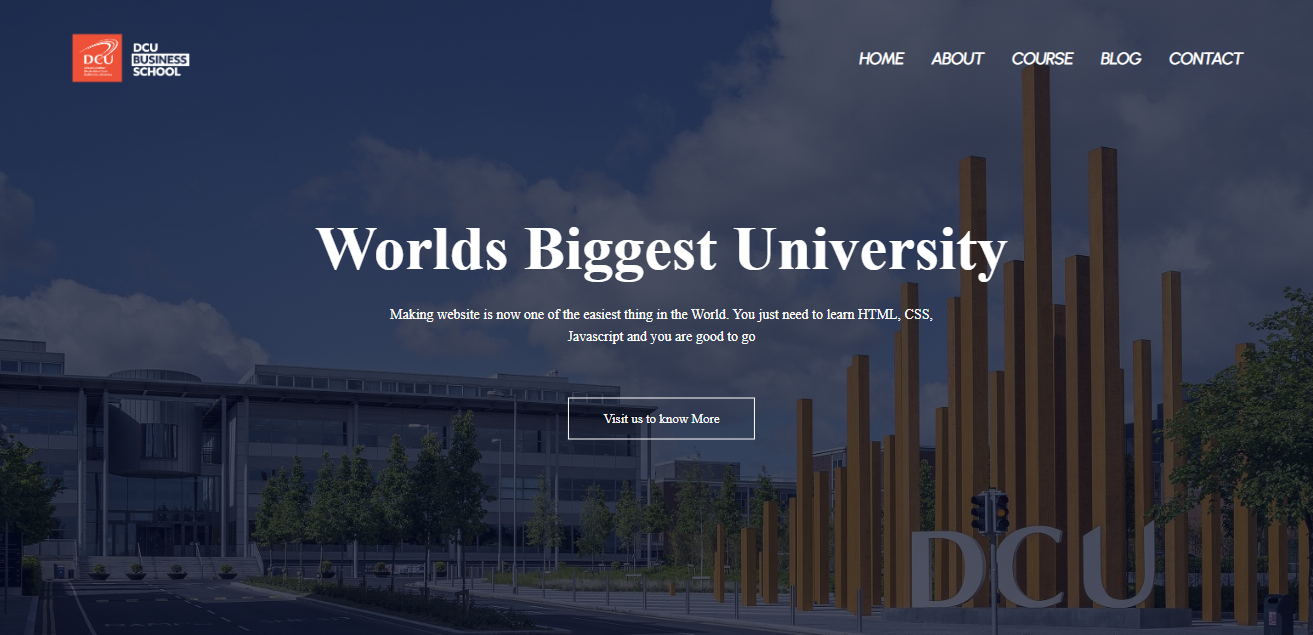 DCU
DCU
BUSINESS
SCHOOL
HOME ABOUT COURSE BLOG CONTACT
Worlds Biggest University
Making website is now one of the easiest thing in the World. You just need to learn HTML, CSS,
Javascript and you are good to go
Visit us to know More
DCU